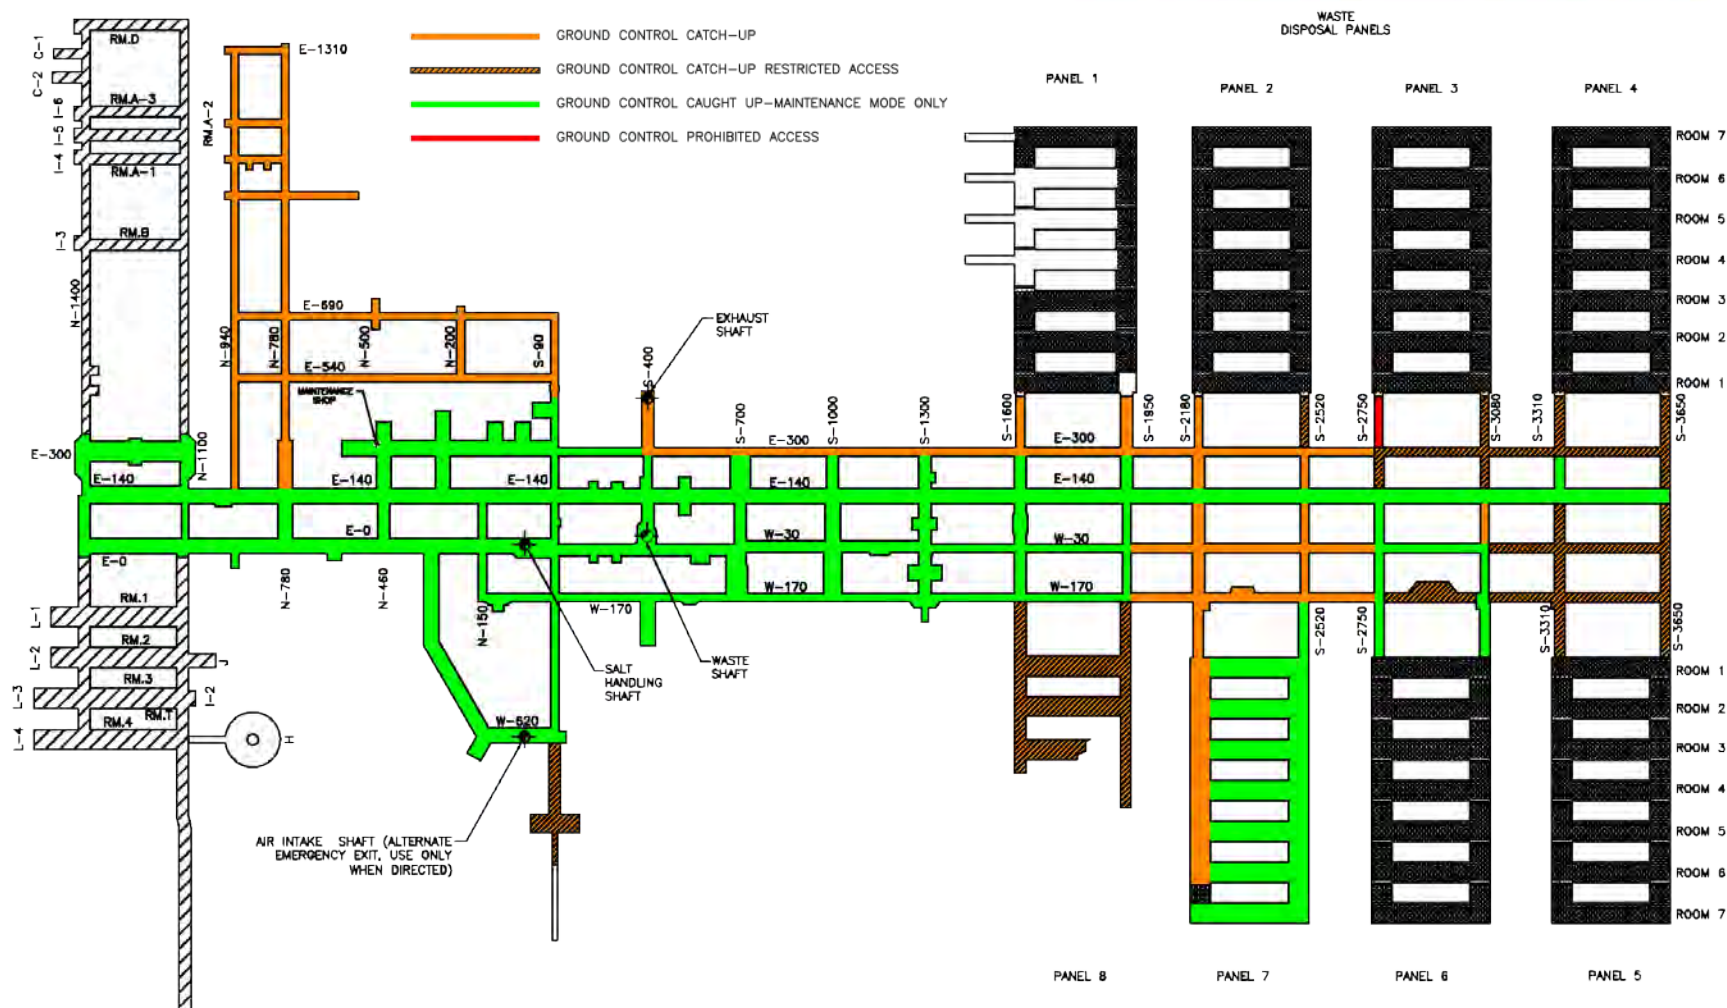 WASTE
DISPOSAL PANELS
GROUND CONTROL CATCH-UP
GROUND CONTROL CATCH-UP RESTRICTED ACCESS
GROUND CONTROL CAUGHT UP-MAINTENANCE MODE ONLY
GROUND CONTROL PROHIBITED ACCESS
PANEL 1
PANEL 2
PANEL 3
PANEL 4
C-1
C-2
I-6
I-5
I-4
I-3
RM.D
RM.A-3
RM.A-1
RM.B
N-1400
E-1310
RM.A-2
E-690
N-940
N-780
N-500
N-200
S-90
E-540
MAINTENANCE
SHOP
EXHAUST
SHAFT
S-400
ROOM 7
ROOM 6
ROOM 5
ROOM 4
ROOM 3
ROOM 2
ROOM 1
S-700
S-1000
S-1300
S-1600
S-1950
S-2180
S-2520
S-2750
S-3080
S-3310
S-3650
E-300
N-1100
E-300
E-300
E-140
E-140
E-140
E-140
E-140
E-0
W-30
W-30
E-0
N-780
N-460
N-150
W-170
W-170
W-170
S-2520
S-2750
S-3310
S-3650
L-1
L-2
L-3
L-4
RM.1
RM.2
RM.3
RM.T
RM.4
J
I-2
H
SALT
HANDLING
SHAFT
WASTE
SHAFT
W-620
AIR INTAKE SHAFT (ALTERNATE
EMERGENCY EXIT, USE ONLY
WHEN DIRECTED)
ROOM 1
ROOM 2
ROOM 3
ROOM 4
ROOM 5
ROOM 6
ROOM 7
PANEL 8
PANEL 7
PANEL 6
PANEL 5